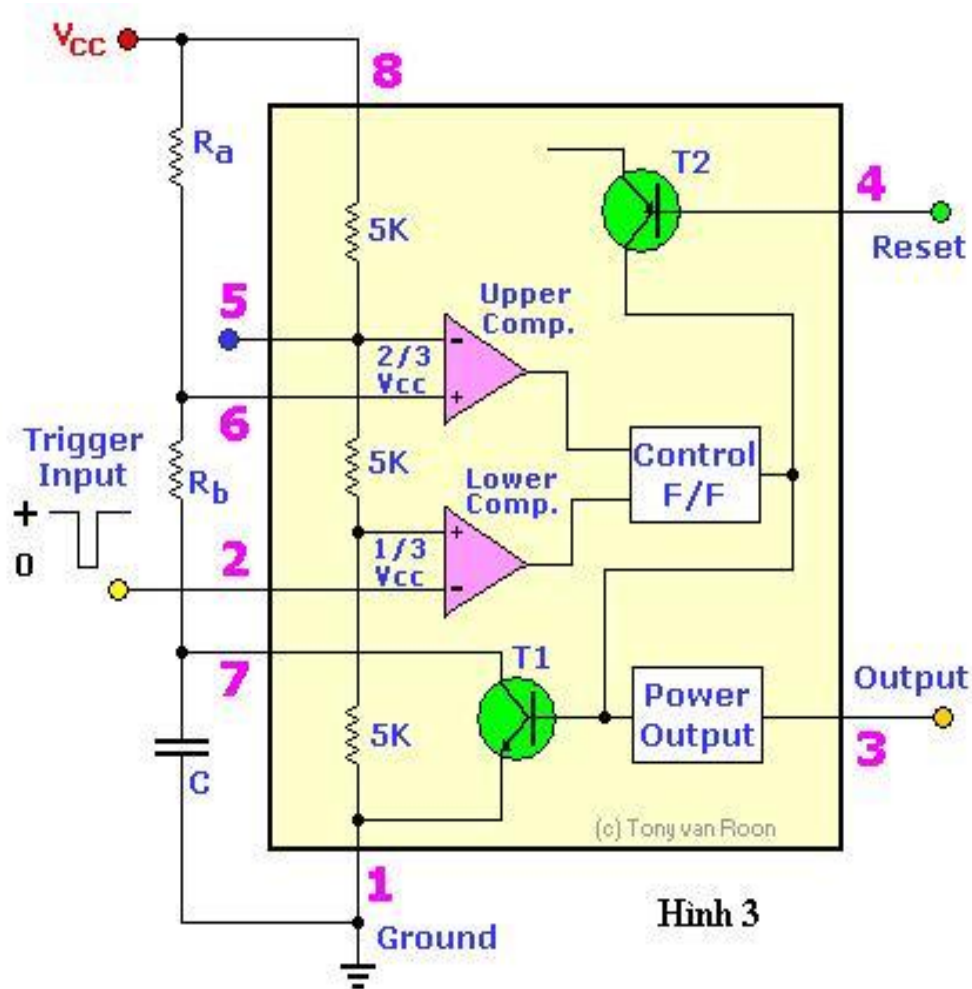 VCC
8
Ra
T2
4
5K
Reset
5
Upper
Comp.
-
2/3
Vcc
+
6
Trigger
Input
Rb
5K
Control
F/F
Lower
Comp.
+
0
2
+
1/3
Vcc
-
7
T1
Output
Power
Output
5K
3
C
(c) Tony van Roon
1
Hình 3
Ground